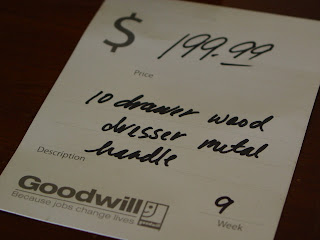 $ 199.99
Price
10 drawer wood
dresser metal
handle
Description
Goodwill
Because jobs change lives
9
Week